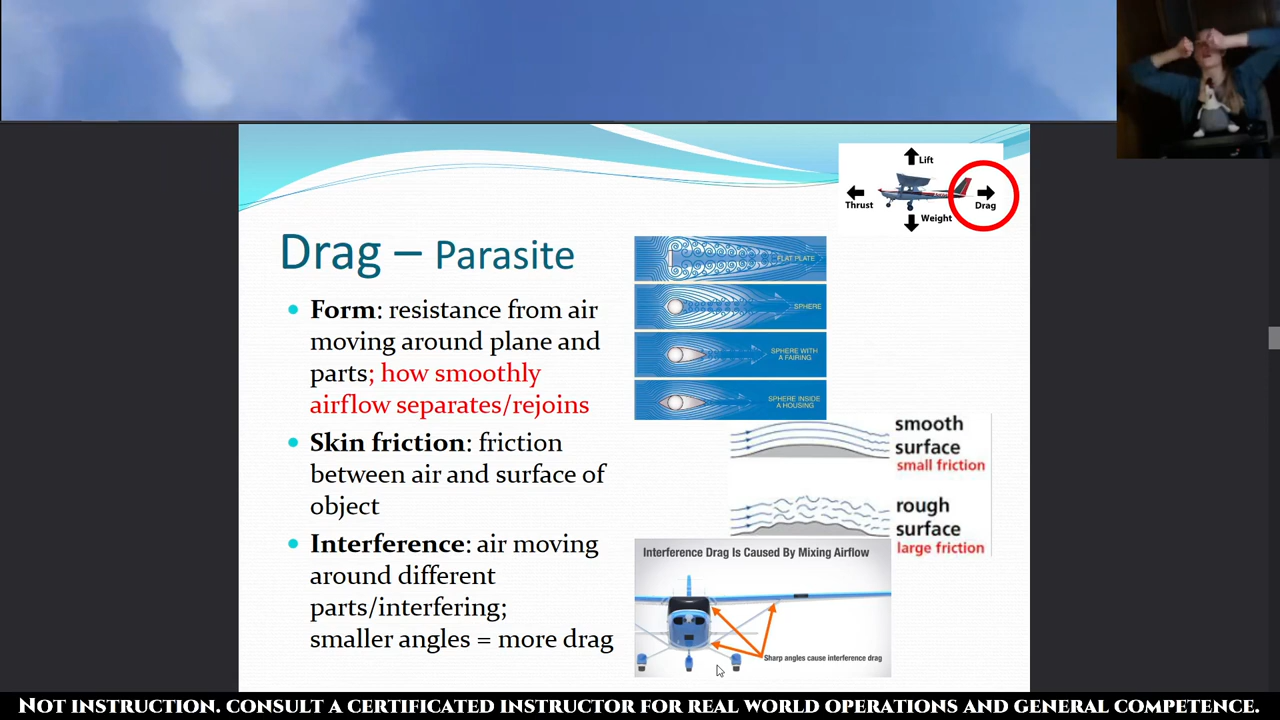 Lift
Thrust
Drag
Weight
Drag – Parasite
• Form: resistance from air
moving around plane and
parts; how smoothly
airflow separates/rejoins
• Skin friction: friction
between air and surface of
object
• Interference: air moving
around different
parts/interfering;
smaller angles = more drag
FLAT PLATE
SPHERE
SPHERE WITH
A FAIRING
SPHERE INSIDE
A HOUSING
smooth
surface
small friction
rough
surface
large friction
Interference Drag Is Caused By Mixing Airflow
Sharp angles cause interference drag
Not instruction. consult a certificated instructor for real world operations and general competence.